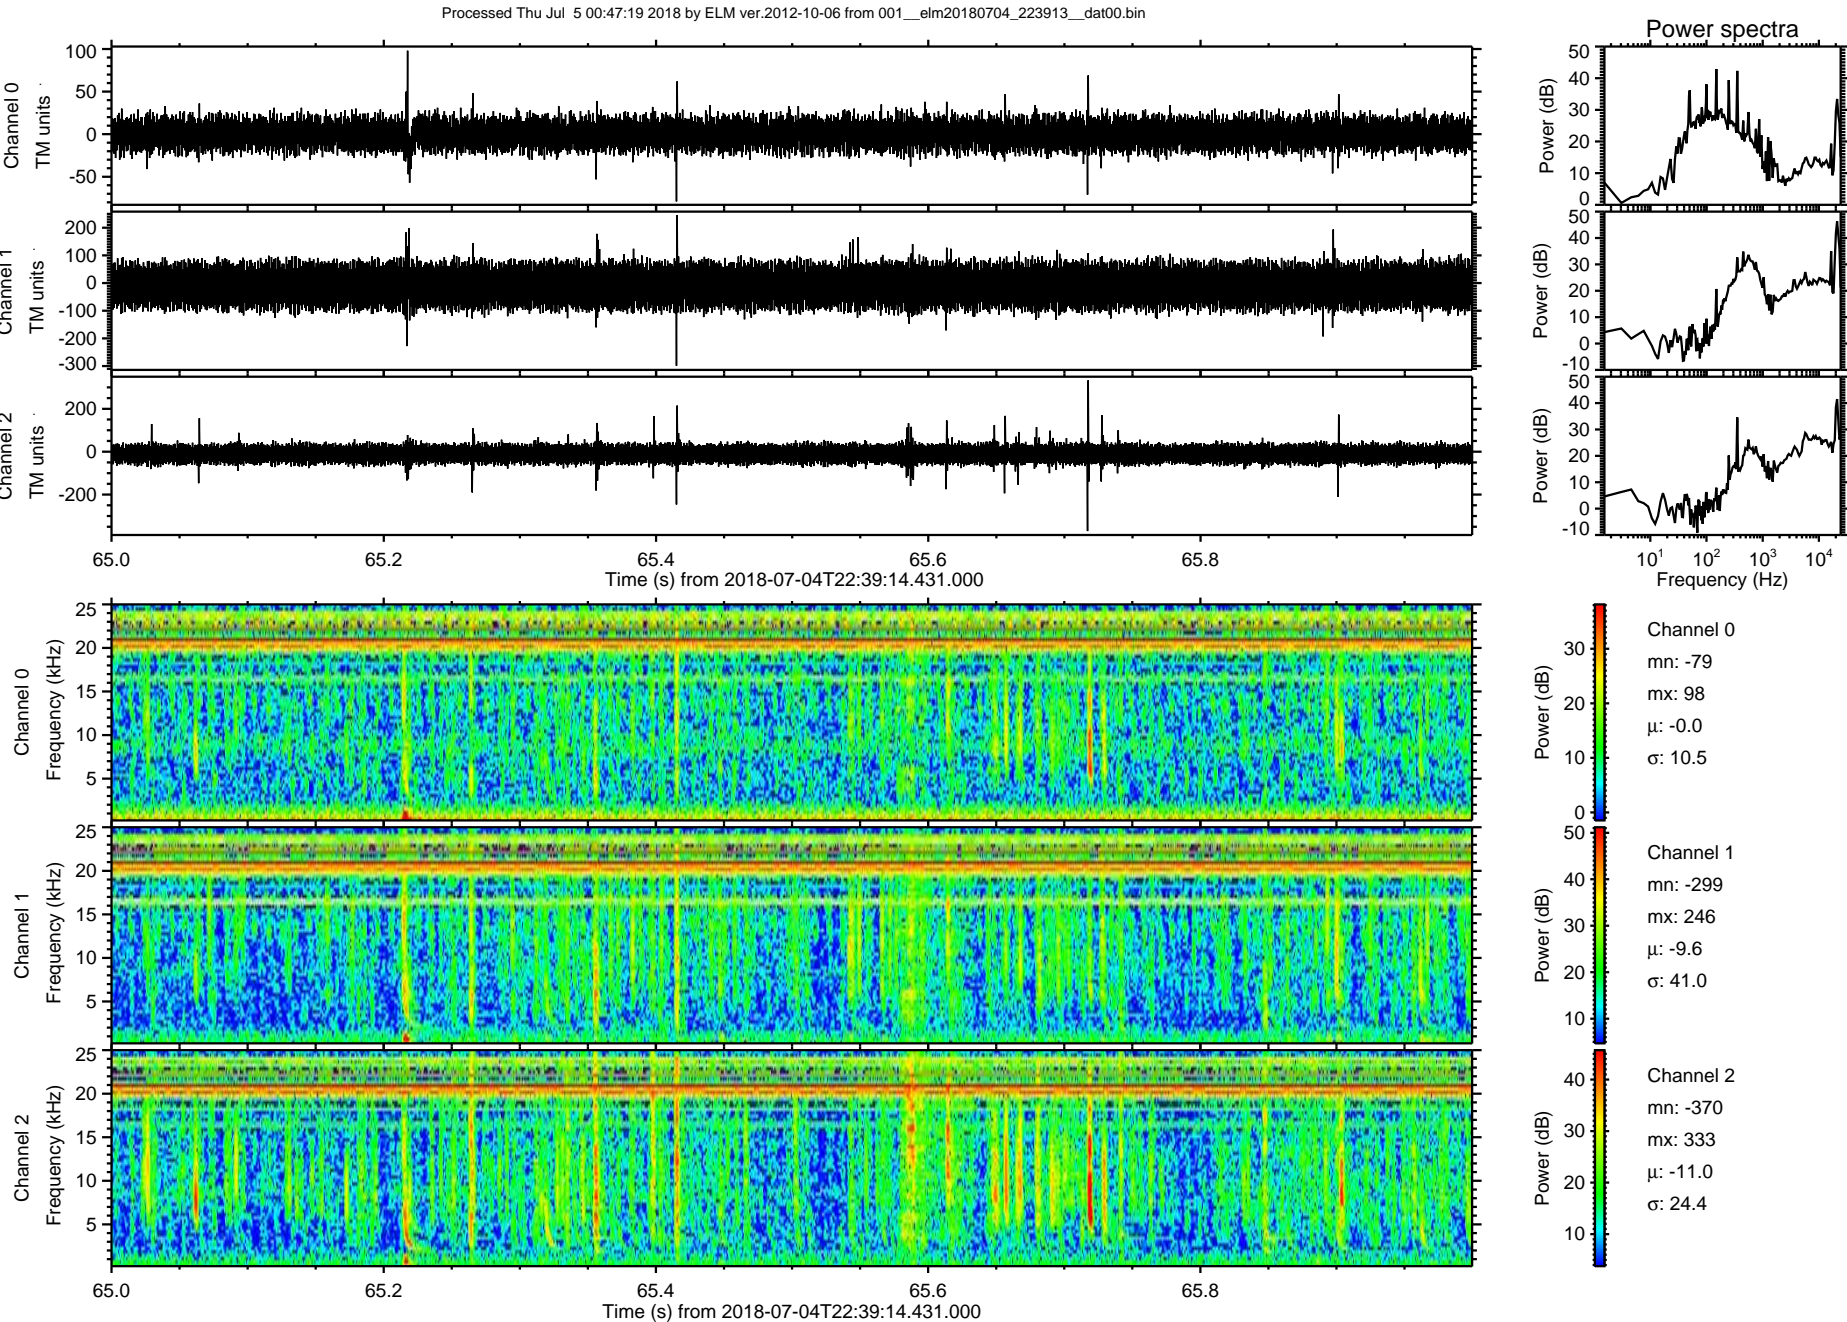 Processed Thu Jul  5 00:47:19 2018 by ELM ver.2012-10-06 from 001__elm20180704_223913__dat00.bin
Power spectra
Channel 0
TM units
100
50
0
-50
Power (dB)
50
40
30
20
10
0
Channel 1
TM units
200
100
0
-100
-200
-300
Power (dB)
50
40
30
20
10
0
-10
Channel 2
TM units
200
0
-200
Power (dB)
50
40
30
20
10
0
-10
65.0 65.2 65.4 65.6 65.8
Time (s) from 2018-07-04T22:39:14.431.000
10¹ 10² 10³ 10⁴
Frequency (Hz)
Channel 0
Frequency (kHz)
25
20
15
10
5
Power (dB)
30
20
10
0
Channel 0
mn: -79
mx: 98
μ: -0.0
σ: 10.5
Channel 1
Frequency (kHz)
25
20
15
10
5
Power (dB)
50
40
30
20
10
Channel 1
mn: -299
mx: 246
μ: -9.6
σ: 41.0
Channel 2
Frequency (kHz)
25
20
15
10
5
Power (dB)
40
30
20
10
Channel 2
mn: -370
mx: 333
μ: -11.0
σ: 24.4
65.0 65.2 65.4 65.6 65.8
Time (s) from 2018-07-04T22:39:14.431.000